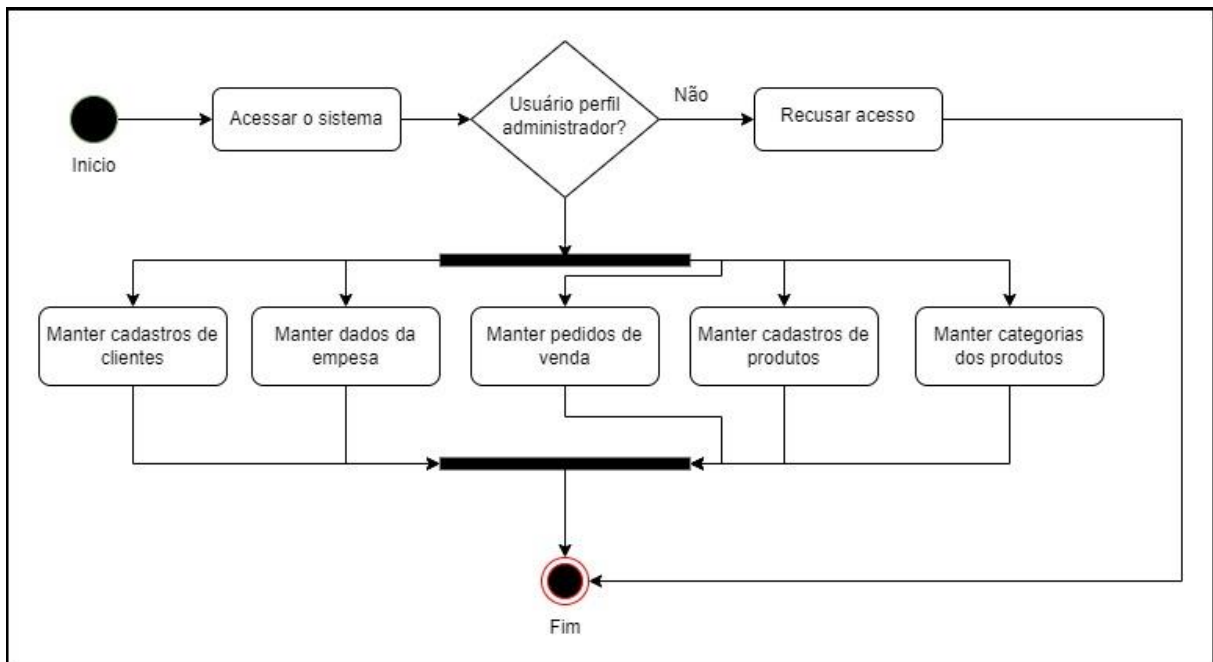 Inicio
Acessar o sistema
Usuário perfil
administrador?
Não
Recusar acesso
Manter cadastros de
clientes
Manter dados da
empesa
Manter pedidos de
venda
Manter cadastros de
produtos
Manter categorias
dos produtos
Fim